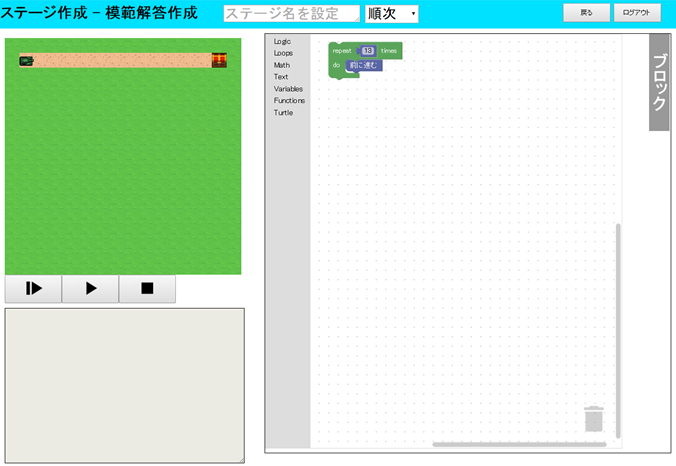 ステージ作成 - 模範解答作成
ステージ名を設定
順次
戻る
ログアウト
Logic
Loops
Math
Text
Variables
Functions
Turtle
repeat 13 times
do 前に進む
ブロック